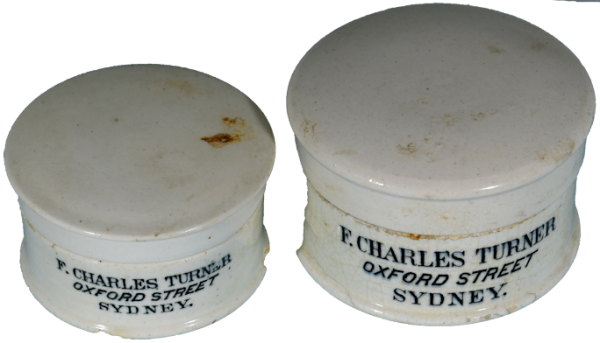 F. CHARLES TURNER
OXFORD STREET
SYDNEY.
F. CHARLES TURNER
OXFORD STREET
SYDNEY.